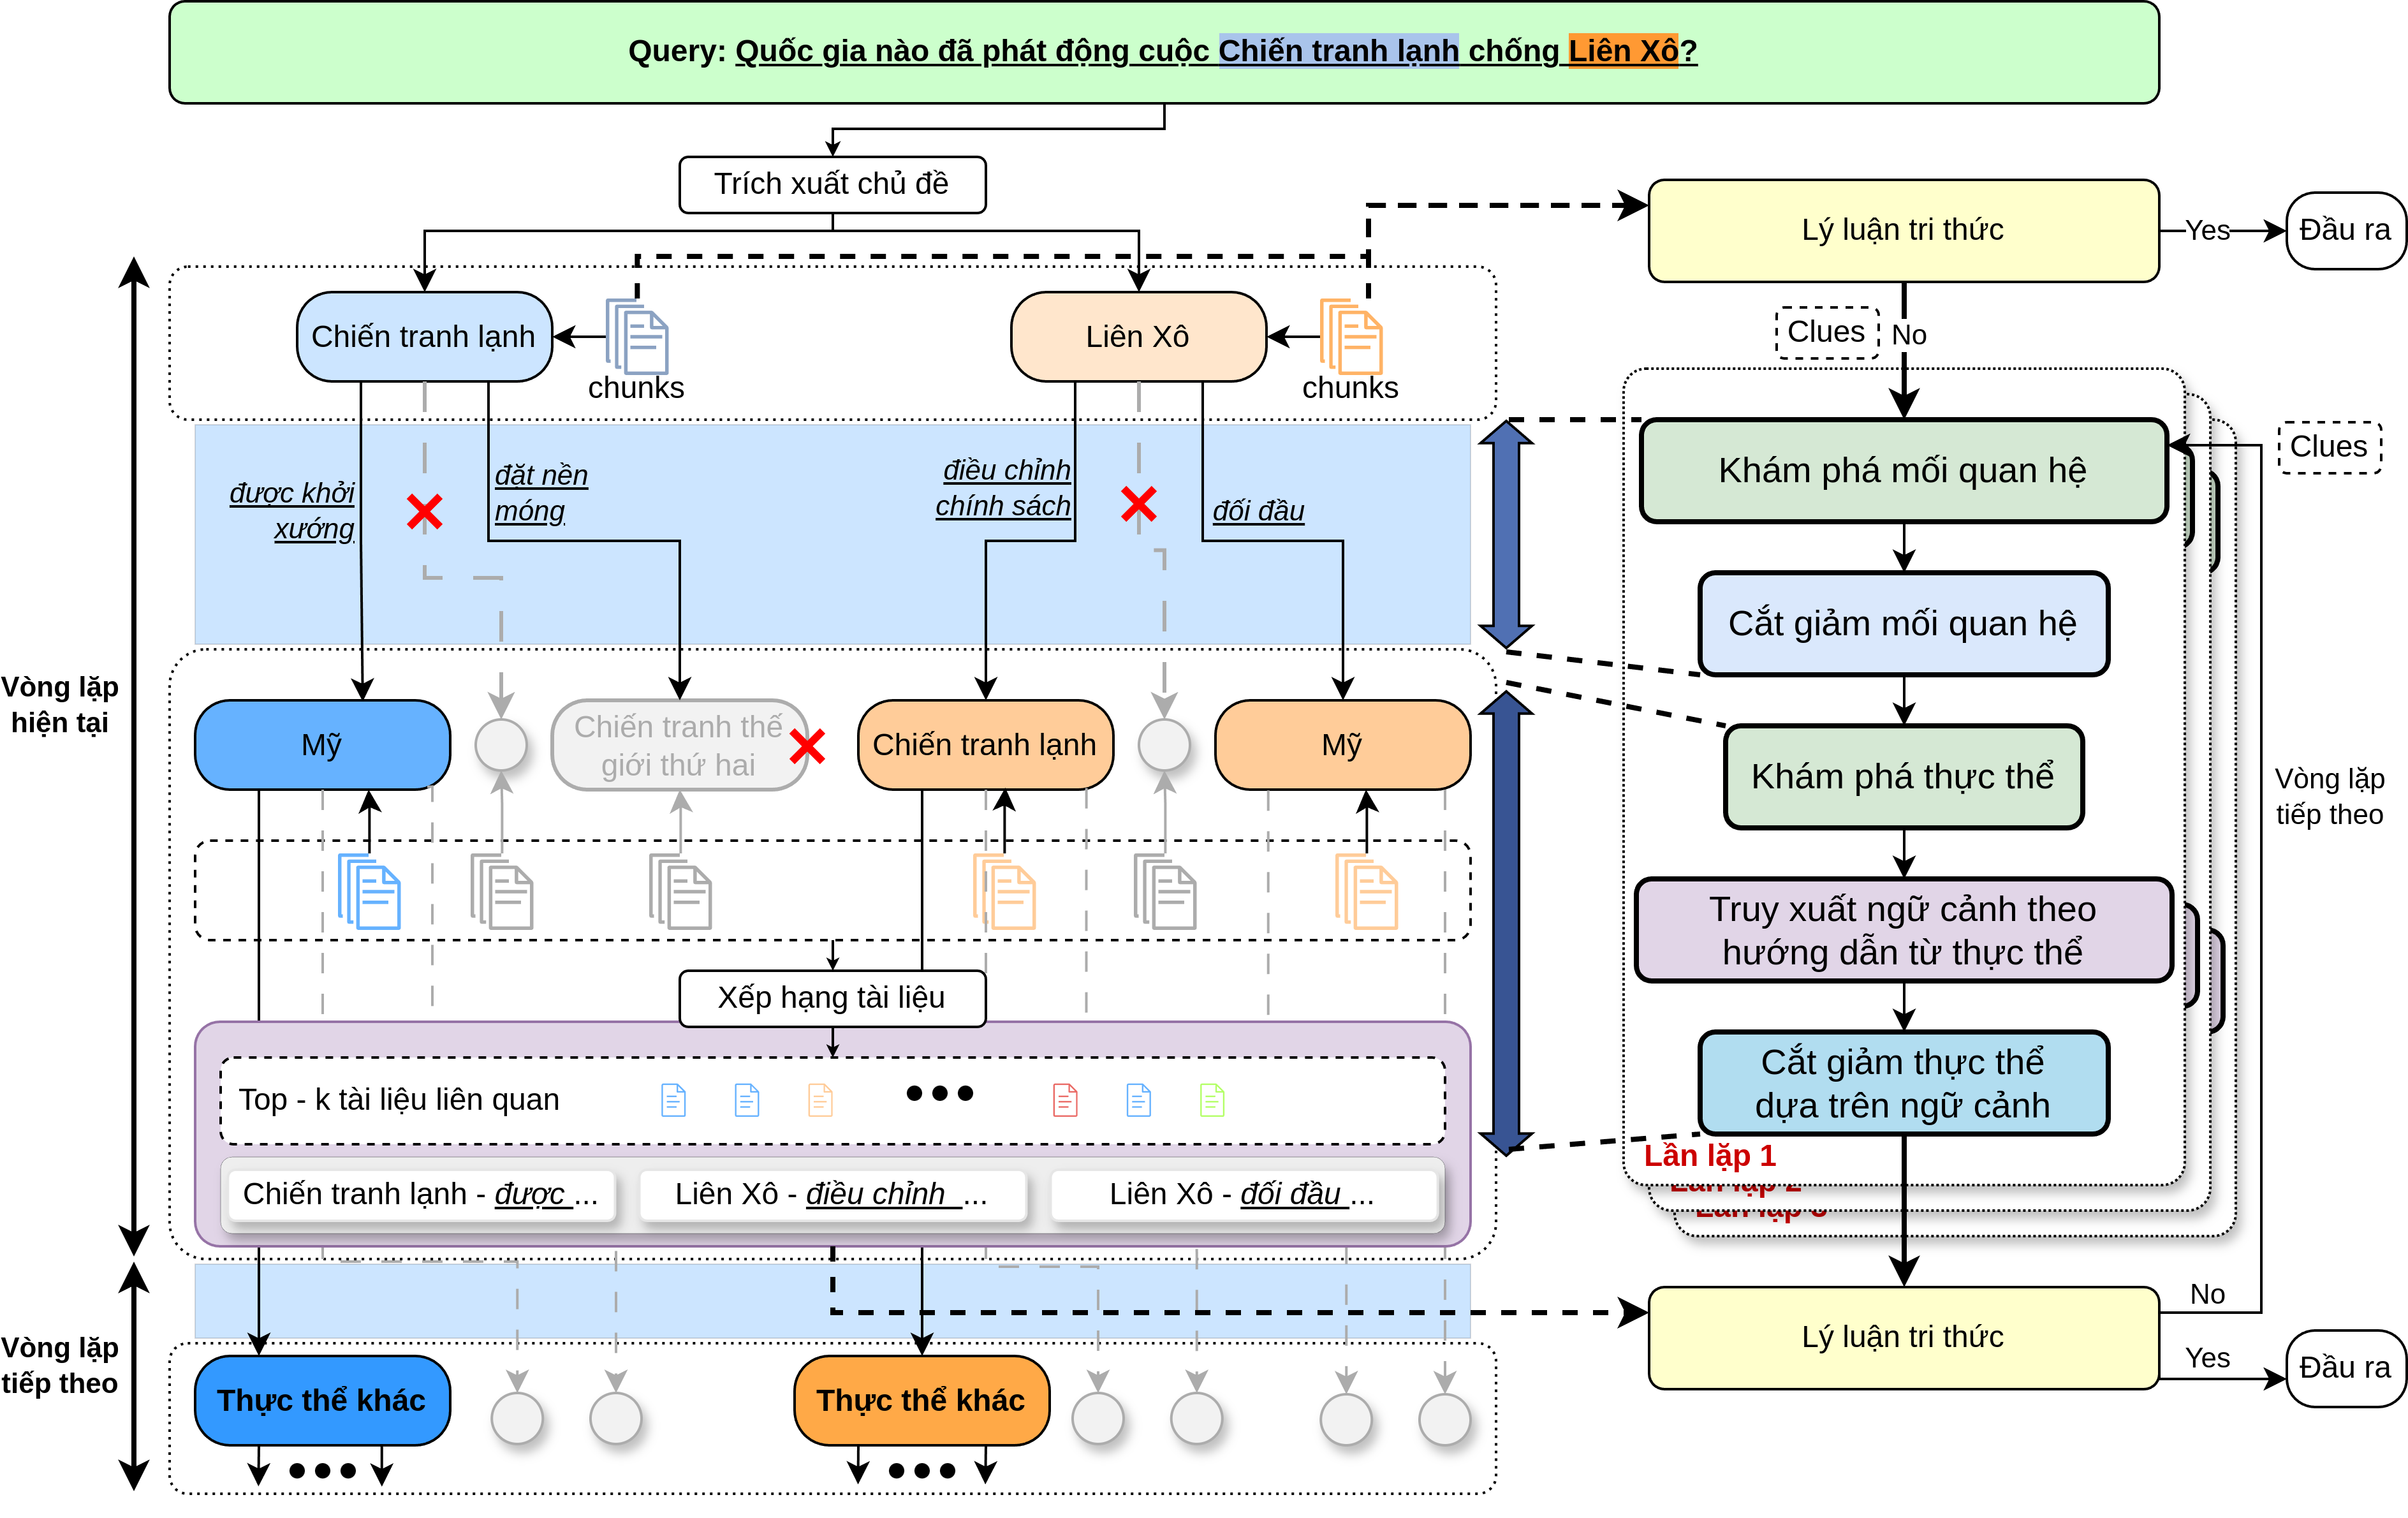 Query: Quốc gia nào đã phát động cuộc Chiến tranh lạnh chống Liên Xô?
Trích xuất chủ đề
Lý luận tri thức
Yes
Đầu ra
Clues
No
Chiến tranh lạnh
chunks
Liên Xô
chunks
được khởi
xướng
đặt nền
móng
điều chỉnh
chính sách
đối đầu
Khám phá mối quan hệ
Clues
Cắt giảm mối quan hệ
Vòng lặp
hiện tại
Mỹ
Chiến tranh thế
giới thứ hai
Chiến tranh lạnh
Mỹ
Khám phá thực thể
Vòng lặp
tiếp theo
Truy xuất ngữ cảnh theo
hướng dẫn từ thực thể
Xếp hạng tài liệu
Top - k tài liệu liên quan
Cắt giảm thực thể
dựa trên ngữ cảnh
Lần lặp 1
Lần lặp 2
Lần lặp 3
Chiến tranh lạnh - được ...
Liên Xô - điều chỉnh ...
Liên Xô - đối đầu ...
Vòng lặp
tiếp theo
Thực thể khác
Thực thể khác
Lý luận tri thức
No
Yes
Đầu ra